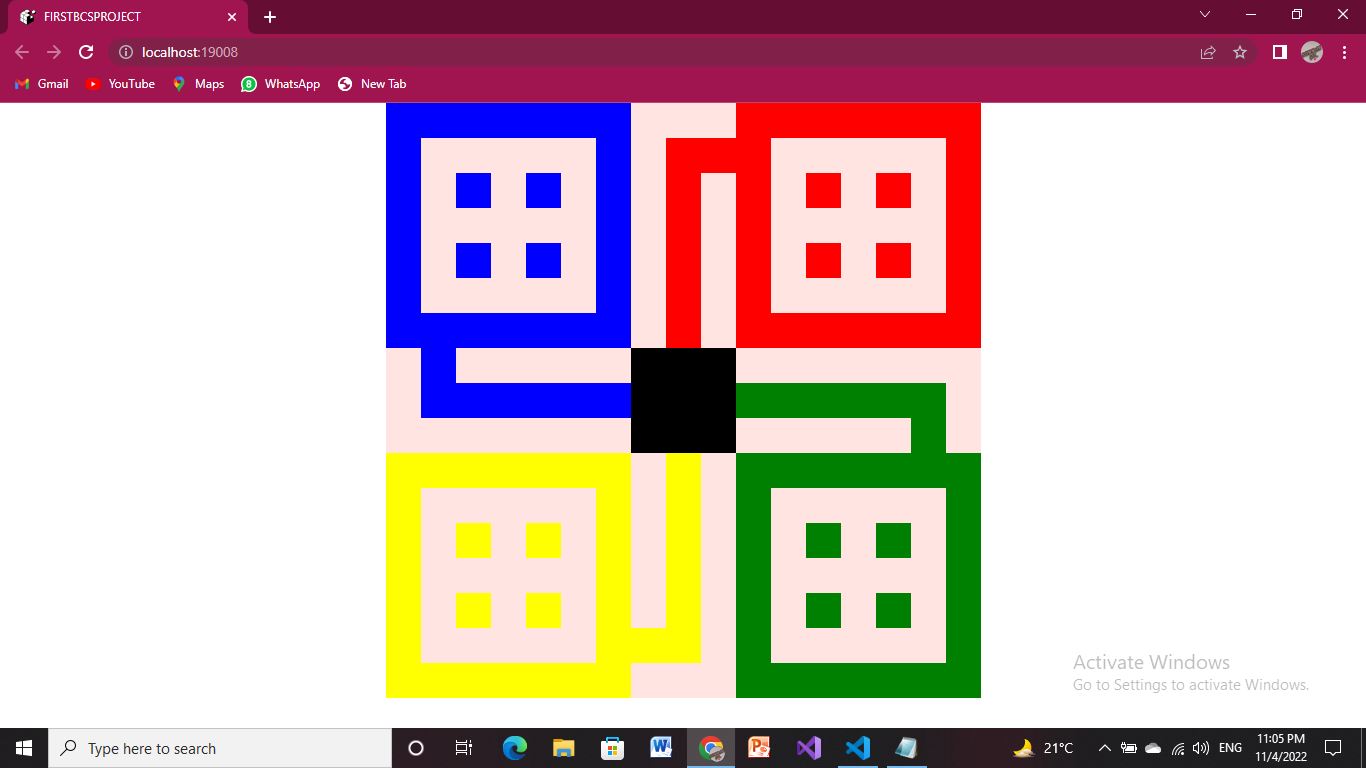 FIRSTBCSPROJECT
localhost:19008
Gmail YouTube Maps 8 WhatsApp New Tab
Activate Windows
Go to Settings to activate Windows.
Type here to search
W
P
21°C
ENG
11:05 PM
11/4/2022